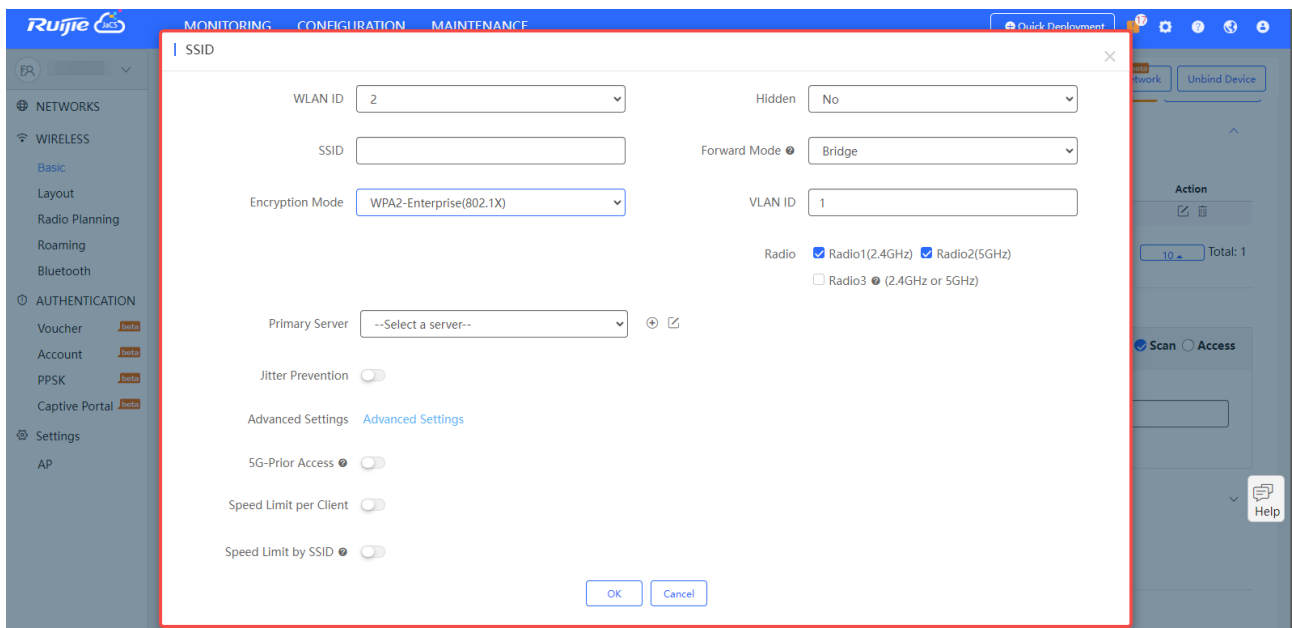 Ruijie JaCS MONITORING CONFIGURATION MAINTENANCE Quick Deployment 17
SSID
beta
twork Unbind Device
WLAN ID 2 Hidden No
NETWORKS
WIRELESS
SSID Forward Mode Bridge
Basic
Layout Action
Encryption Mode WPA2-Enterprise(802.1X) VLAN ID 1
Radio Planning
Roaming
Radio Radio1(2.4GHz) Radio2(5GHz)
10 Total: 1
Bluetooth
Radio3 (2.4GHz or 5GHz)
AUTHENTICATION
Voucher beta
Primary Server --Select a server--
Scan Access
Account beta
PPSK beta
Jitter Prevention
Captive Portal beta
Advanced Settings Advanced Settings
Settings
AP
5G-Prior Access
Speed Limit per Client
Help
Speed Limit by SSID
OK Cancel